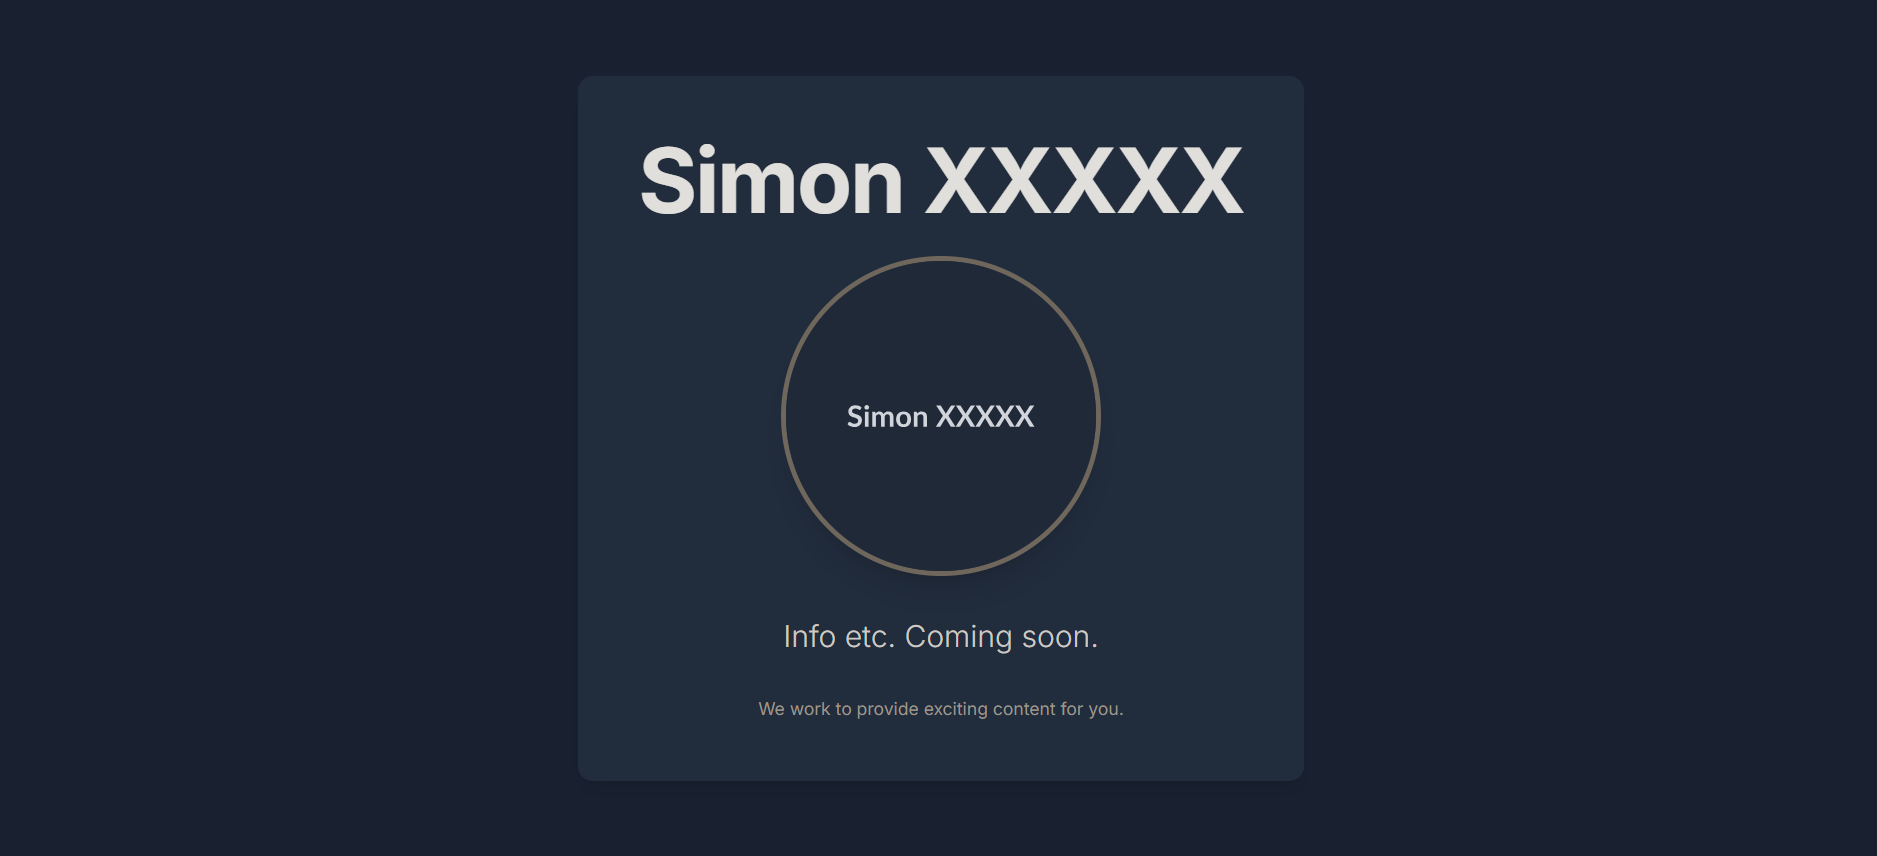 Simon XXXXX
Simon XXXXX
Info etc. Coming soon.
We work to provide exciting content for you.